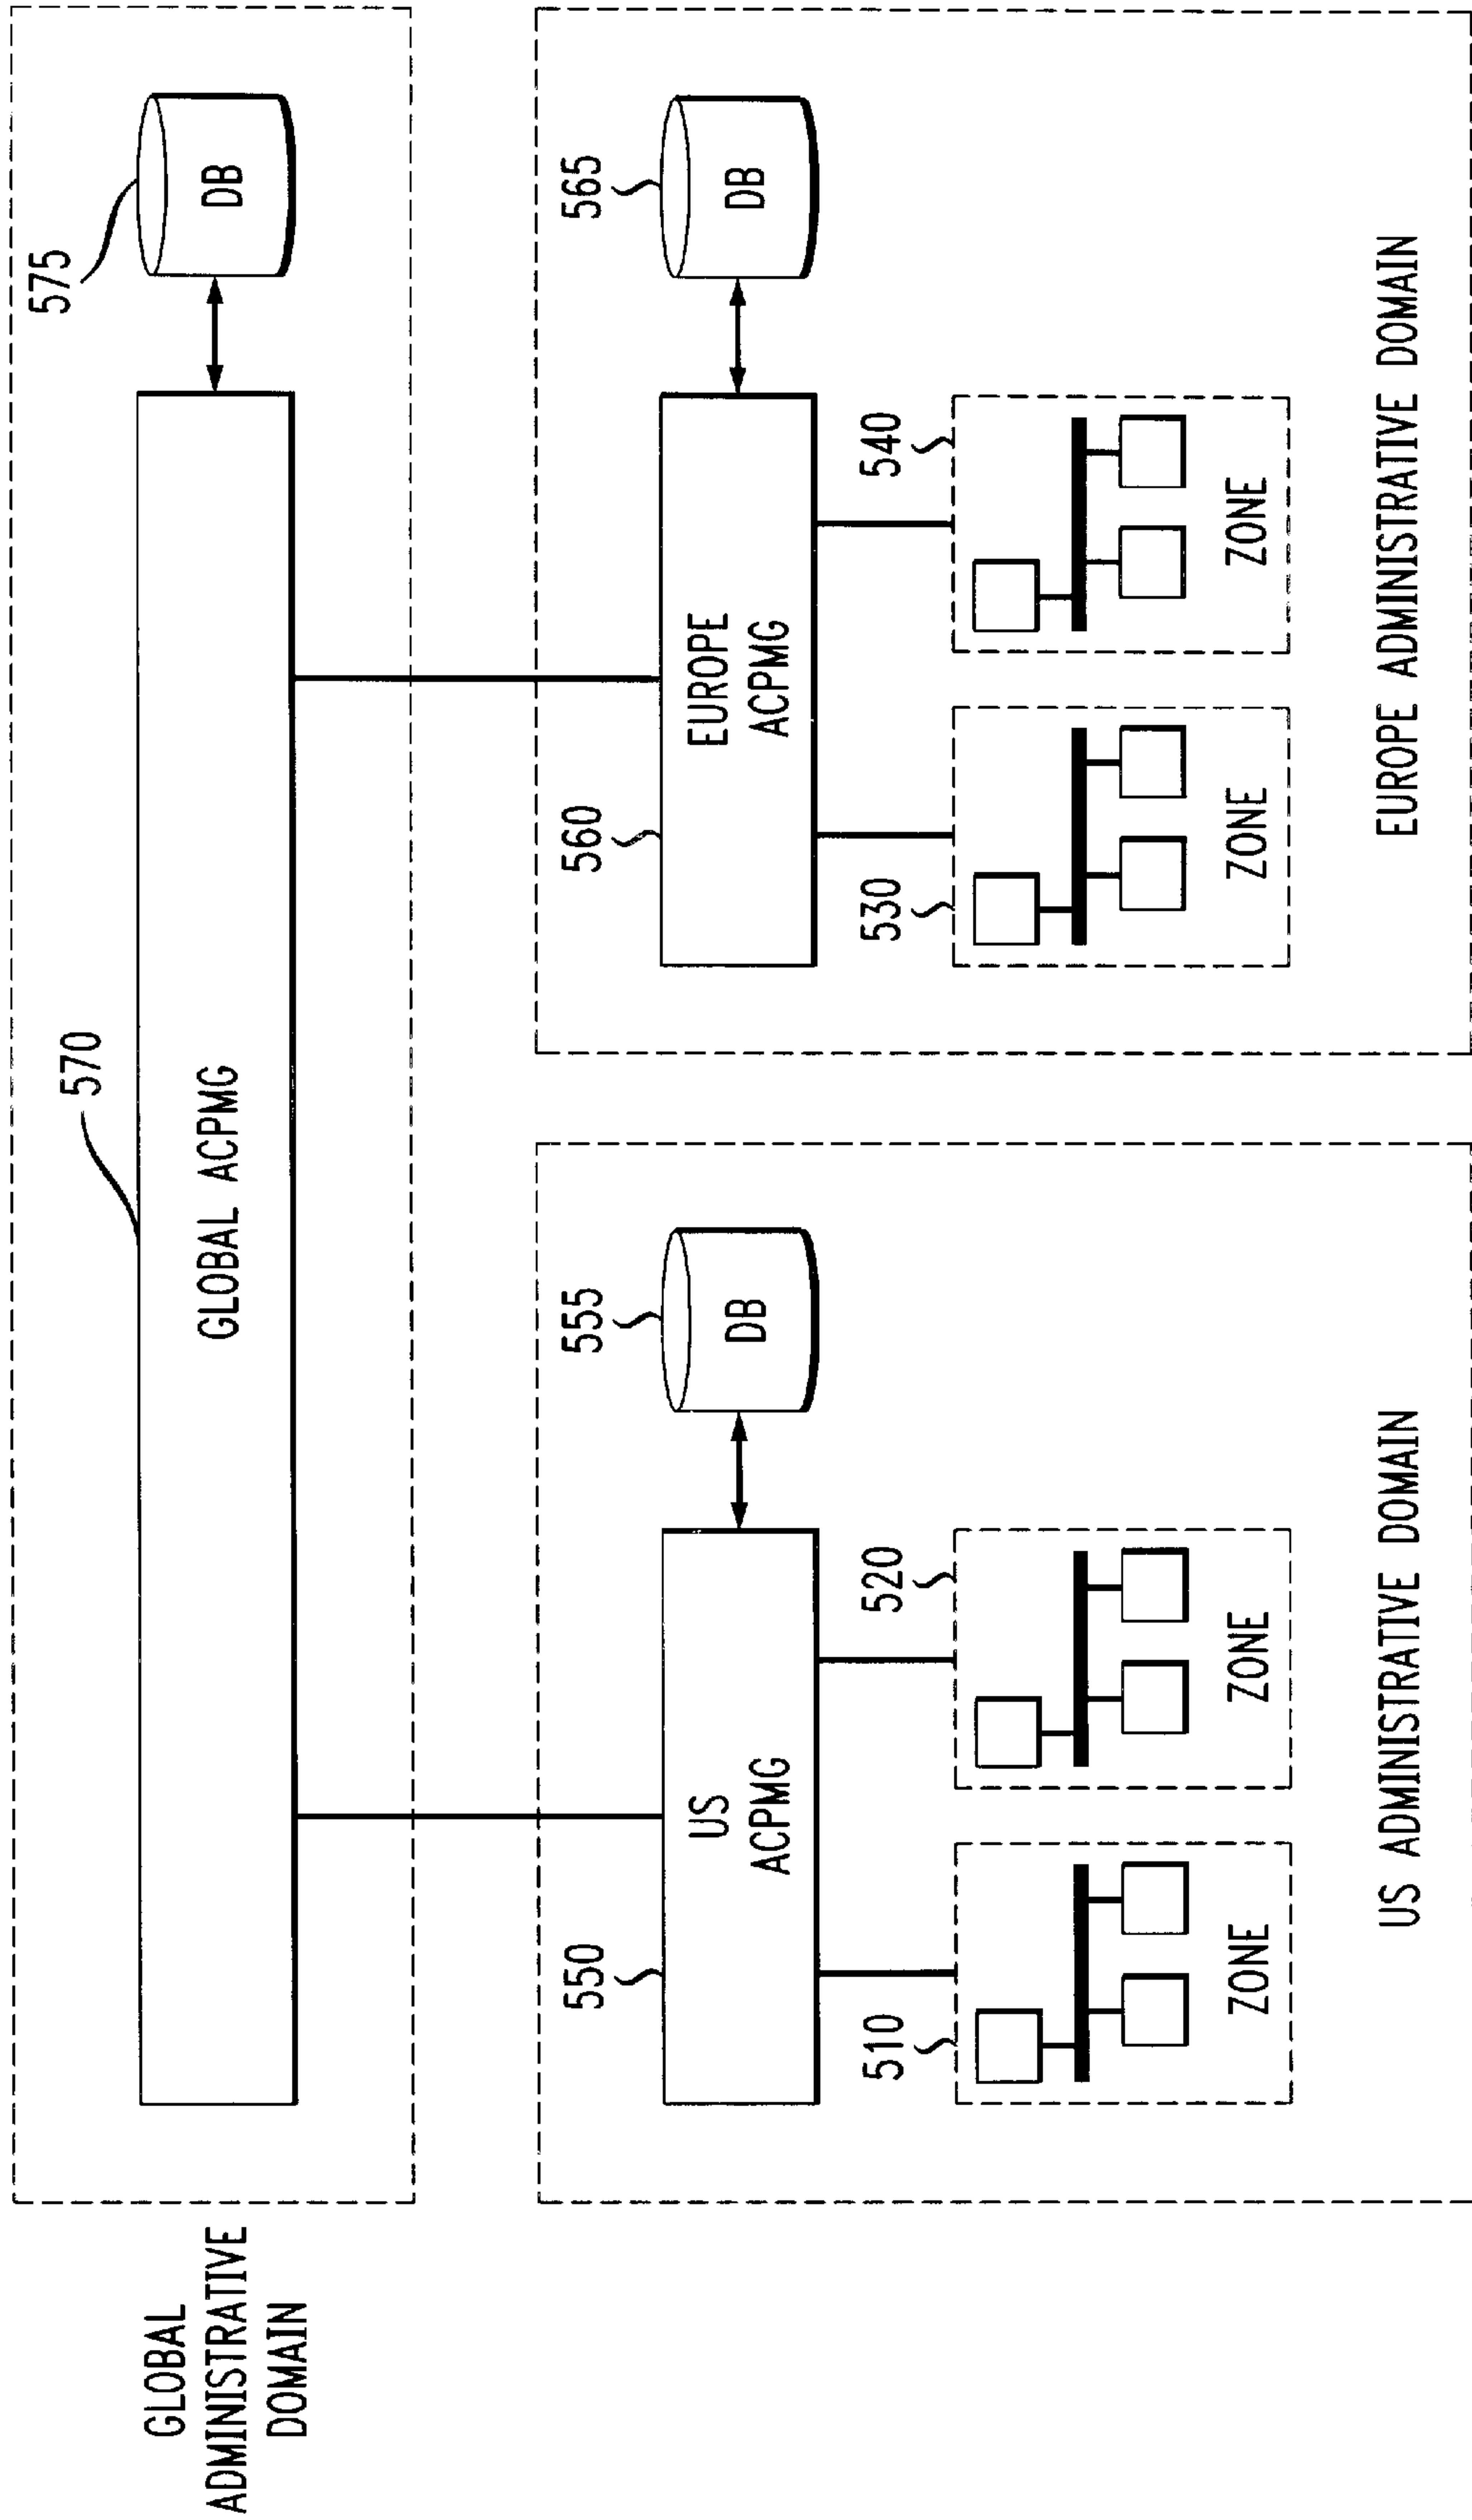 GLOBAL
ADMINISTRATIVE
DOMAIN
570
GLOBAL ACPMG
575
DB
550
US
ACPMG
555
DB
510
ZONE
520
ZONE
US ADMINISTRATIVE DOMAIN
560
EUROPE
ACPMG
565
DB
530
ZONE
540
ZONE
EUROPE ADMINISTRATIVE DOMAIN